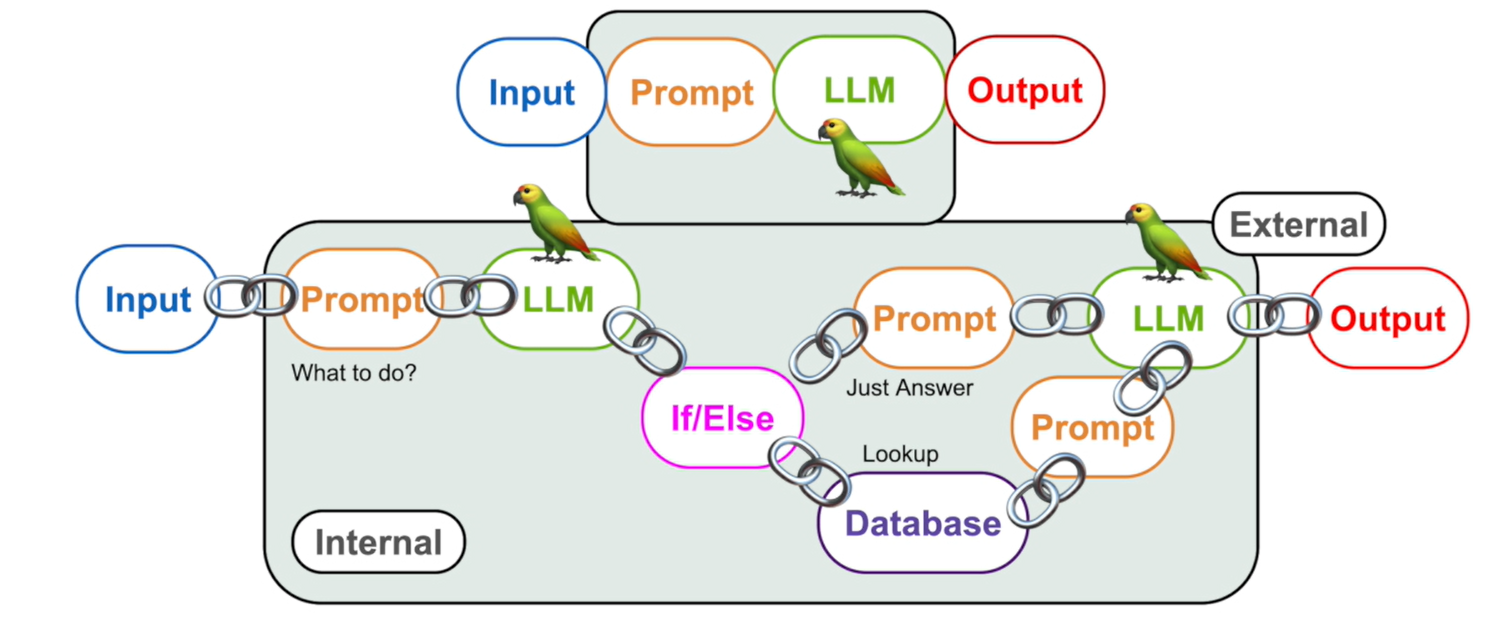 Input
Prompt
LLM
Output
External
Input
Prompt
LLM
Prompt
LLM
Output
What to do?
Just Answer
If/Else
Prompt
Lookup
Database
Internal